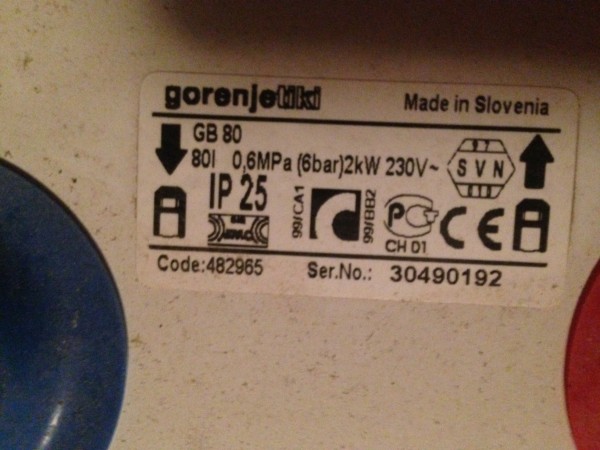 gorenje tiki Made in Slovenia
GB 80
80l 0,6MPa (6bar)2kW 230V~
SVN
IP 25
99/CA1
99/BB2
PC
CH 01
CE
Code:482965 Ser.No.: 30490192